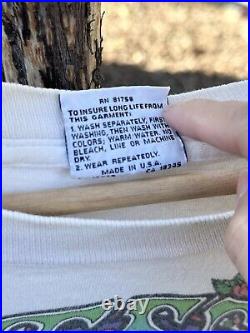 RN 81758
TO INSURE LONG LIFE FROM
THIS GARMENT:
1. WASH SEPARATELY, FIRST
WASHING, THEN WASH WITH
COLORS; WARM WATER. NO
BLEACH, LINE OR MACHINE
DRY.
2. WEAR REPEATEDLY.
MADE IN U.S.A.
CA